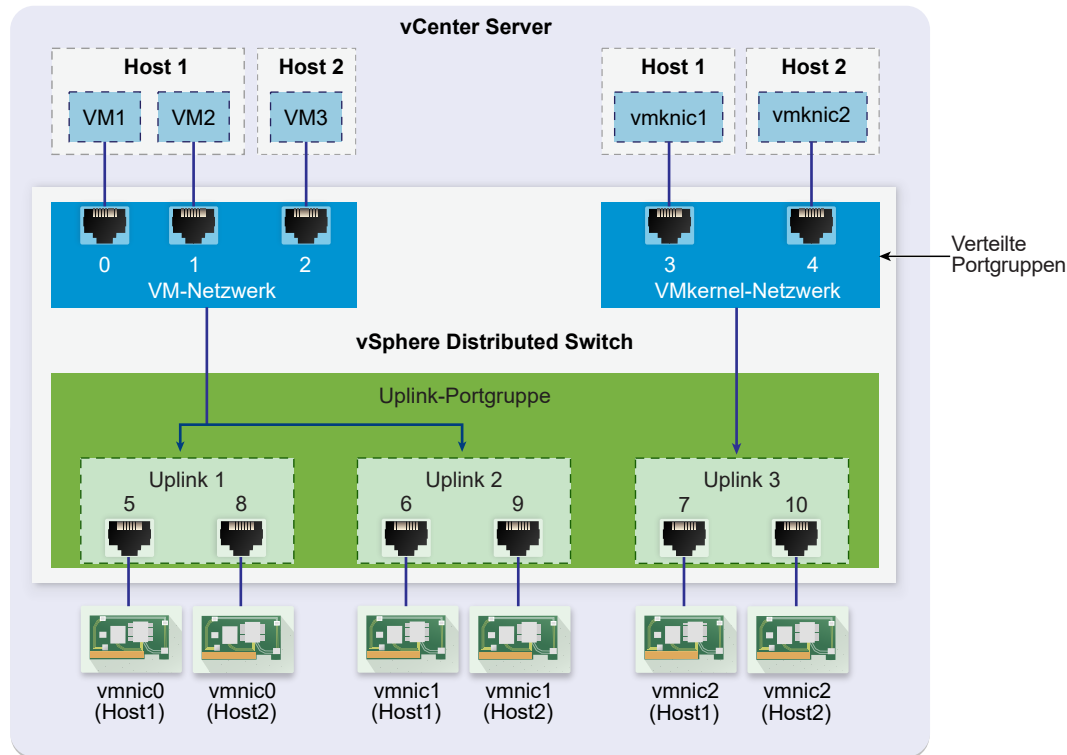 vCenter Server
Host 1
Host 2
Host 1
Host 2
VM1
VM2
VM3
vmknic1
vmknic2
0
1
2
VM-Netzwerk
3
4
VMkernel-Netzwerk
Verteilte
Portgruppen
vSphere Distributed Switch
Uplink-Portgruppe
Uplink 1
5
8
Uplink 2
6
9
Uplink 3
7
10
vmnic0
(Host1)
vmnic0
(Host2)
vmnic1
(Host1)
vmnic1
(Host2)
vmnic2
(Host1)
vmnic2
(Host2)